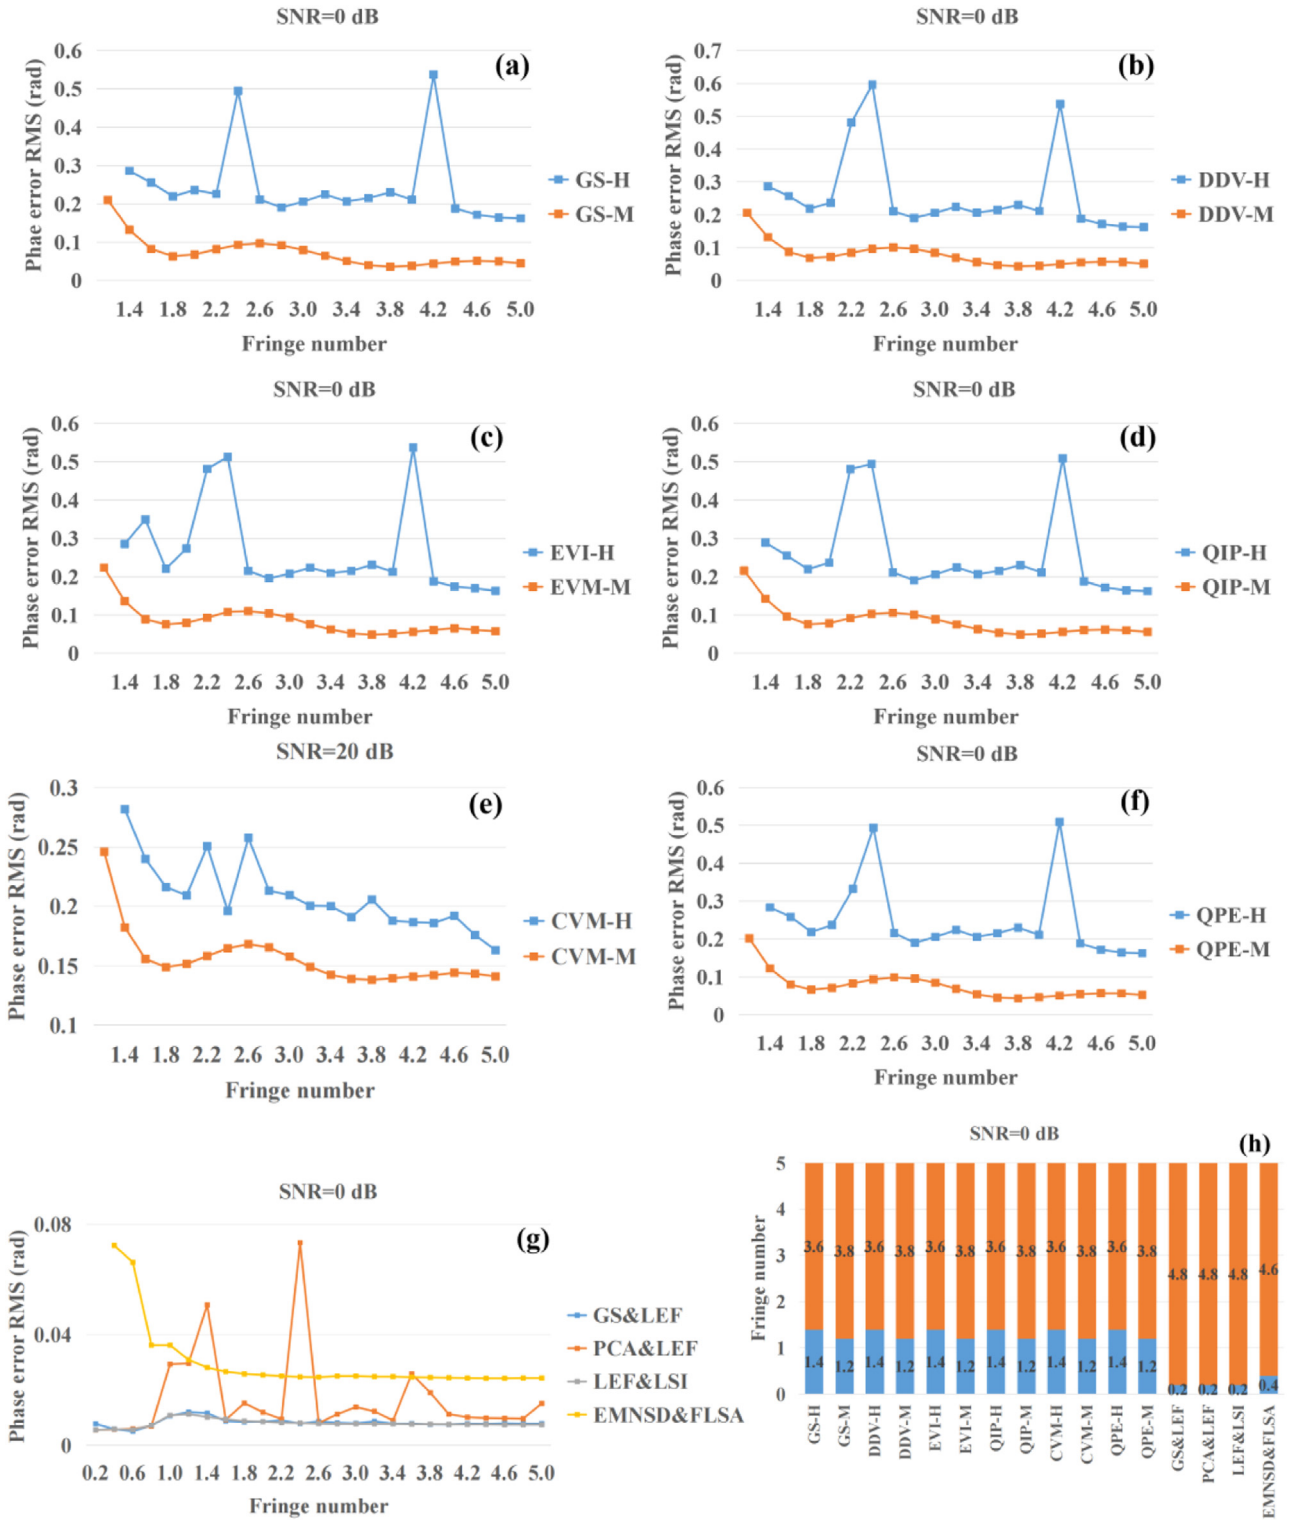 SNR=0 dB
(a)
Phae error RMS (rad)
0.6
0.5
0.4
0.3
0.2
0.1
0
1.4 1.8 2.2 2.6 3.0 3.4 3.8 4.2 4.6 5.0
Fringe number
GS-H
GS-M
SNR=0 dB
(b)
Phase error RMS (rad)
0.7
0.6
0.5
0.4
0.3
0.2
0.1
0
1.4 1.8 2.2 2.6 3.0 3.4 3.8 4.2 4.6 5.0
Fringe number
DDV-H
DDV-M
SNR=0 dB
(c)
Phase error RMS (rad)
0.6
0.5
0.4
0.3
0.2
0.1
0
1.4 1.8 2.2 2.6 3.0 3.4 3.8 4.2 4.6 5.0
Fringe number
EVI-H
EVM-M
SNR=0 dB
(d)
Phase error RMS (rad)
0.6
0.5
0.4
0.3
0.2
0.1
0
1.4 1.8 2.2 2.6 3.0 3.4 3.8 4.2 4.6 5.0
Fringe number
QIP-H
QIP-M
SNR=20 dB
(e)
Phase error RMS (rad)
0.3
0.25
0.2
0.15
0.1
1.4 1.8 2.2 2.6 3.0 3.4 3.8 4.2 4.6 5.0
Fringe number
CVM-H
CVM-M
SNR=0 dB
(f)
Phase error RMS (rad)
0.6
0.5
0.4
0.3
0.2
0.1
0
1.4 1.8 2.2 2.6 3.0 3.4 3.8 4.2 4.6 5.0
Fringe number
QPE-H
QPE-M
SNR=0 dB
(g)
Phase error RMS (rad)
0.08
0.04
0
0.2 0.6 1.0 1.4 1.8 2.2 2.6 3.0 3.4 3.8 4.2 4.6 5.0
Fringe number
GS&LEF
PCA&LEF
LEF&LSI
EMNSD&FLSA
SNR=0 dB
(h)
Fringe number
5
4
3
2
1
0
3.6 3.8 3.6 3.8 3.6 3.8 3.6 3.8 3.6 3.8 3.6 3.8 4.8 4.8 4.8 4.6
1.4 1.2 1.4 1.2 1.4 1.2 1.4 1.2 1.4 1.2 1.4 1.2 0.2 0.2 0.2 0.4
GS-H
GS-M
DDV-H
DDV-M
EVI-H
EVI-M
QIP-H
QIP-M
CVM-H
CVM-M
QPE-H
QPE-M
GS&LEF
PCA&LEF
LEF&LSI
EMNSD&FLSA